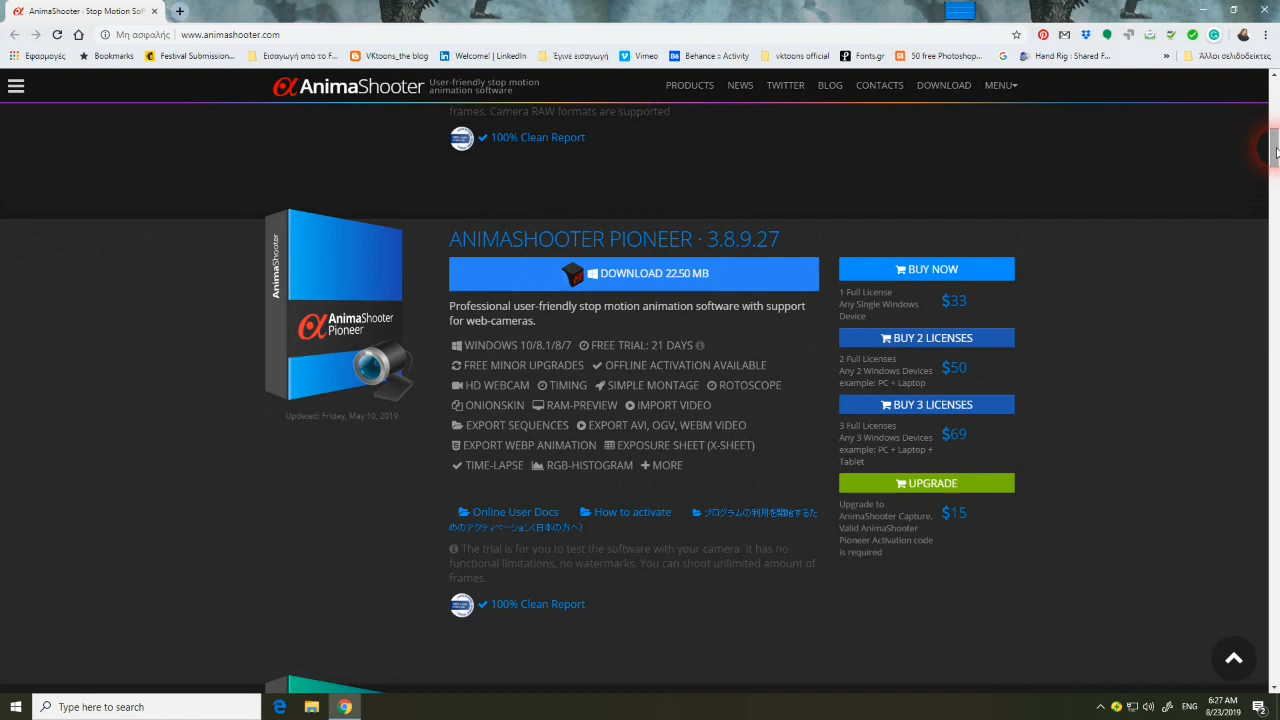 AnimaShooter - Stop Motion Soft
Μη ασφαλής www.animashooter.com
Εφαρμογές Facebook Festival Submission... Απαγωγή από το F... VKtoons_the blog Welcome! | LinkedIn Ήπιε εισαγωγή Vimeo Behance :: Activity vktoons official Fonts.gr 50 free Photoshop... Χειροποίητα κοσμ...
AnimaShooter User-friendly stop motion
animation software
PRODUCTS NEWS TWITTER BLOG CONTACTS DOWNLOAD MENU
frames. Camera RAW formats are supported
100% Clean Report
AnimaShooter
AnimaShooter
Pioneer
Updated: Friday, May 10, 2019
ANIMASHOOTER PIONEER · 3.8.9.27
DOWNLOAD 22.50 MB
Professional user-friendly stop motion animation software with support
for web-cameras.
WINDOWS 10/8.1/8/7 FREE TRIAL: 21 DAYS
FREE MINOR UPGRADES OFFLINE ACTIVATION AVAILABLE
HD WEBCAM TIMING SIMPLE MONTAGE ROTOSCOPE
ONIONSKIN RAM-PREVIEW IMPORT VIDEO
EXPORT SEQUENCES EXPORT AVI, OGV, WEBM VIDEO
EXPORT WEBP ANIMATION EXPOSURE SHEET (X-SHEET)
TIME-LAPSE RGB-HISTOGRAM MORE
Online User Docs How to activate プログラムの利用を開始するた
めのアクティベーション(日本の方へ)
The trial is for you to test the software with your camera. It has no
functional limitations, no watermarks. You can shoot unlimited amount of
frames.
100% Clean Report
BUY NOW
1 Full License
Any Single Windows
Device
$33
BUY 2 LICENSES
2 Full Licenses
Any 2 Windows Devices
example: PC + Laptop
$50
BUY 3 LICENSES
3 Full Licenses
Any 3 Windows Devices
example: PC + Laptop +
Tablet
$69
UPGRADE
Upgrade to
AnimaShooter Capture.
Valid AnimaShooter
Pioneer Activation code
is required
$15
Type here to search
ENG
6:27 AM
8/23/2019
2